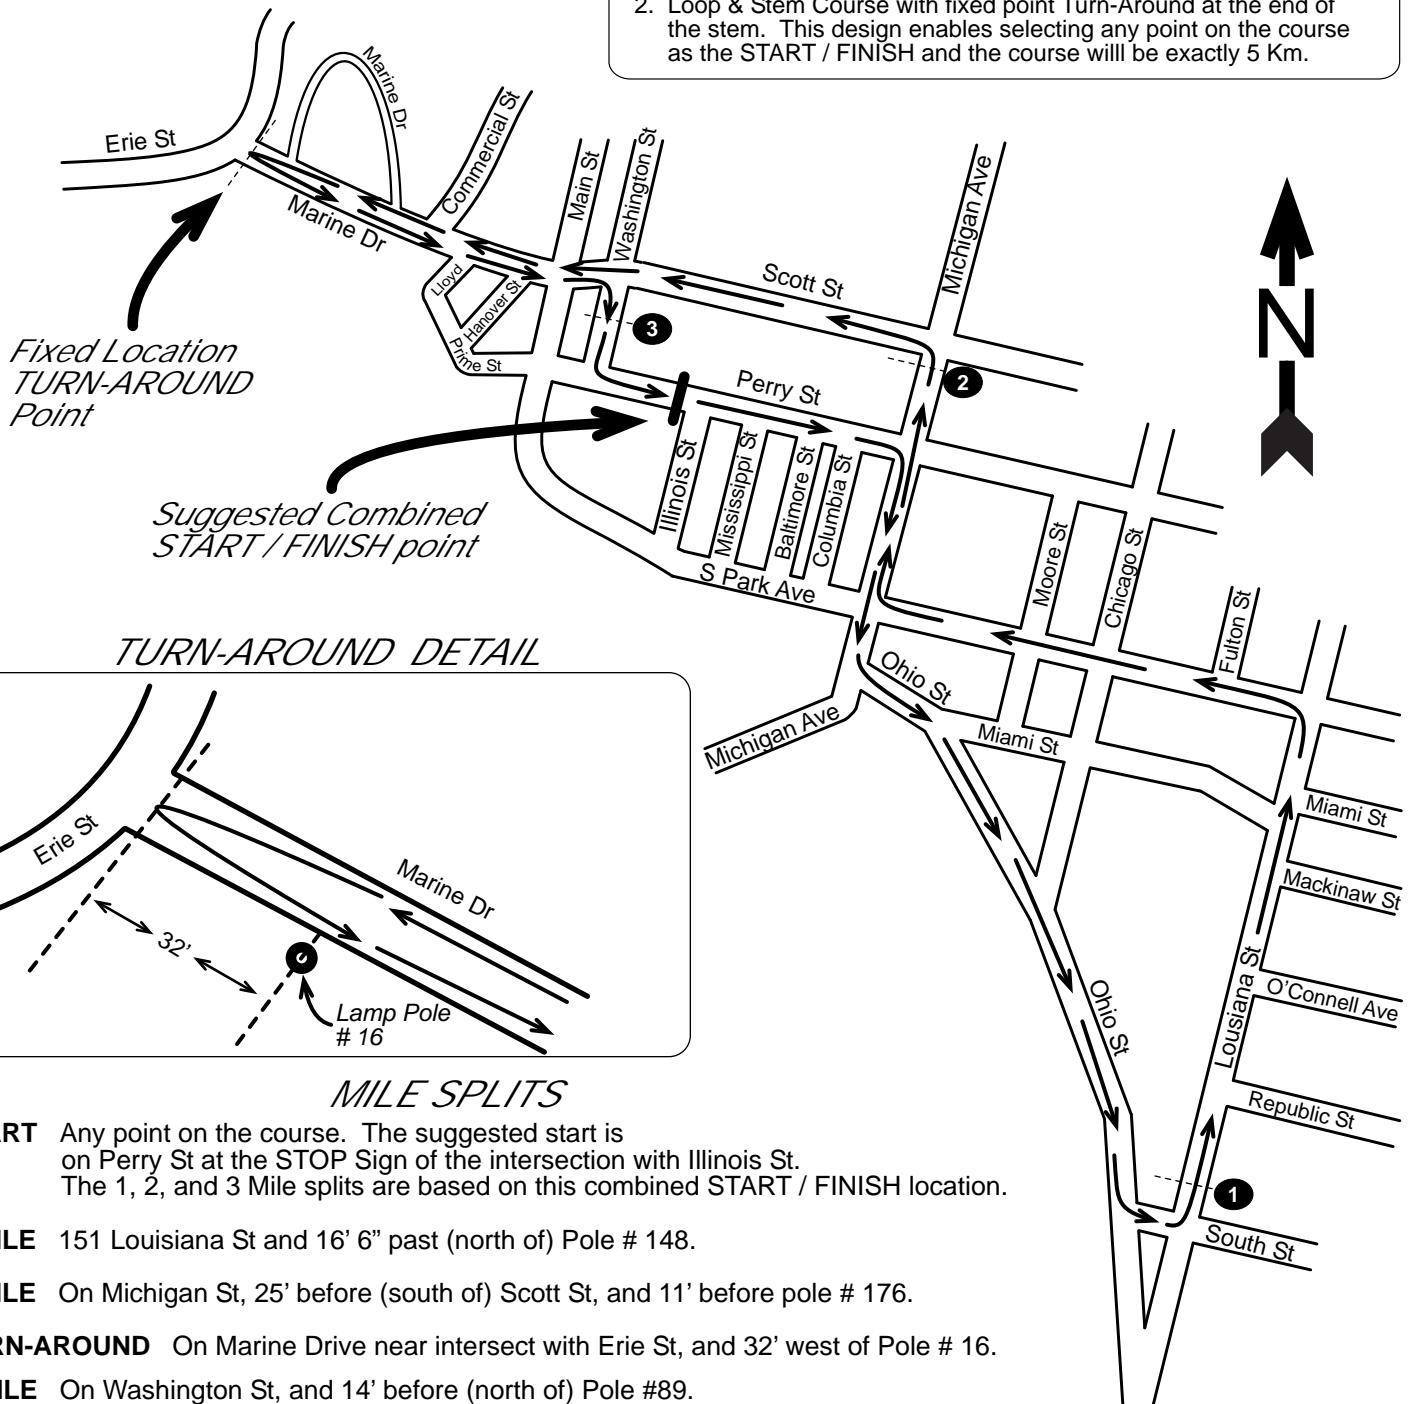 2. Loop & Stem Course with fixed point Turn-Around at the end of
the stem. This design enables selecting any point on the course
as the START / FINISH and the course willl be exactly 5 Km.
Erie St
Marine Dr
Commercial St
Main St
Washington St
Michigan Ave
Marine Dr
Lloyd
Hanover St
Prime St
Scott St
N
3
2
Fixed Location
TURN-AROUND
Point
Perry St
Suggested Combined
START / FINISH point
Illinois St
Mississippi St
Baltimore St
Columbia St
S Park Ave
Moore St
Chicago St
Fulton St
Ohio St
Michigan Ave
Miami St
Miami St
Mackinaw St
O'Connell Ave
Lousiana St
Ohio St
Republic St
1
South St
TURN-AROUND DETAIL
Erie St
Marine Dr
32'
Lamp Pole
# 16
MILE SPLITS
ART Any point on the course. The suggested start is
on Perry St at the STOP Sign of the intersection with Illinois St.
The 1, 2, and 3 Mile splits are based on this combined START / FINISH location.
ILE 151 Louisiana St and 16' 6” past (north of) Pole # 148.
ILE On Michigan St, 25' before (south of) Scott St, and 11' before pole # 176.
RN-AROUND On Marine Drive near intersect with Erie St, and 32' west of Pole # 16.
ILE On Washington St, and 14' before (north of) Pole #89.